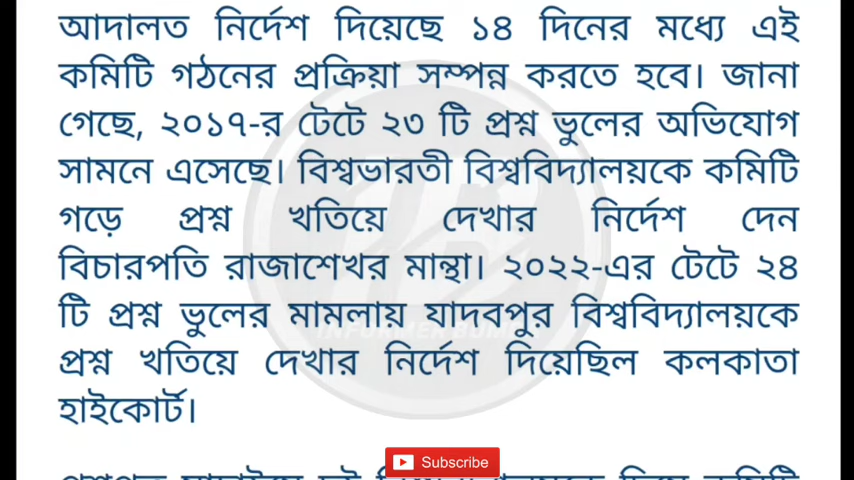 আদালত নির্দেশ দিয়েছে ১৪ দিনের মধ্যে এই
কমিটি গঠনের প্রক্রিয়া সম্পন্ন করতে হবে। জানা
গেছে, ২০১৭-র টেটে ২৩ টি প্রশ্ন ভুলের অভিযোগ
সামনে এসেছে। বিশ্বভারতী বিশ্ববিদ্যালয়কে কমিটি
গড়ে প্রশ্ন খতিয়ে দেখার নির্দেশ দেন
বিচারপতি রাজাশেখর মান্থা। ২০২২-এর টেটে ২৪
টি প্রশ্ন ভুলের মামলায় যাদবপুর বিশ্ববিদ্যালয়কে
প্রশ্ন খতিয়ে দেখার নির্দেশ দিয়েছিল কলকাতা
হাইকোর্ট।
Subscribe